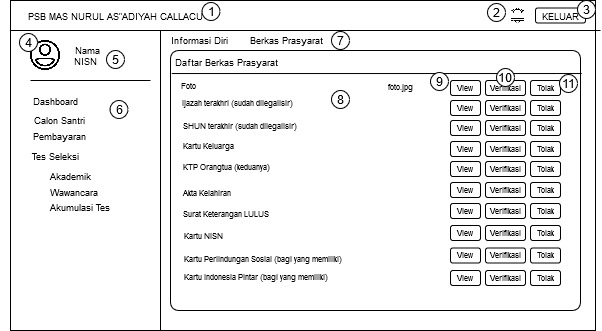 PSB MAS NURUL AS"ADIYAH CALLACU
1
2
KELUAR
3
4
Nama
NISN
5
Informasi Diri
Berkas Prasyarat
7
Daftar Berkas Prasyarat
6
Dashboard
Calon Santri
Pembayaran
Tes Seleksi
Akademik
Wawancara
Akumulasi Tes
8
9
10
11
Foto
foto.jpg
View
Verifikasi
Tolak
Ijazah terakhri (sudah dilegalisir)
View
Verifikasi
Tolak
SHUN terakhir (sudah dilegalisir)
View
Verifikasi
Tolak
Kartu Keluarga
View
Verifikasi
Tolak
KTP Orangtua (keduanya)
View
Verifikasi
Tolak
Akta Kelahiran
View
Verifikasi
Tolak
Surat Keterangan LULUS
View
Verifikasi
Tolak
Kartu NISN
View
Verifikasi
Tolak
Kartu Perlindungan Sosial (bagi yang memiliki)
View
Verifikasi
Tolak
Kartu Indonesia Pintar (bagi yang memiliki)
View
Verifikasi
Tolak